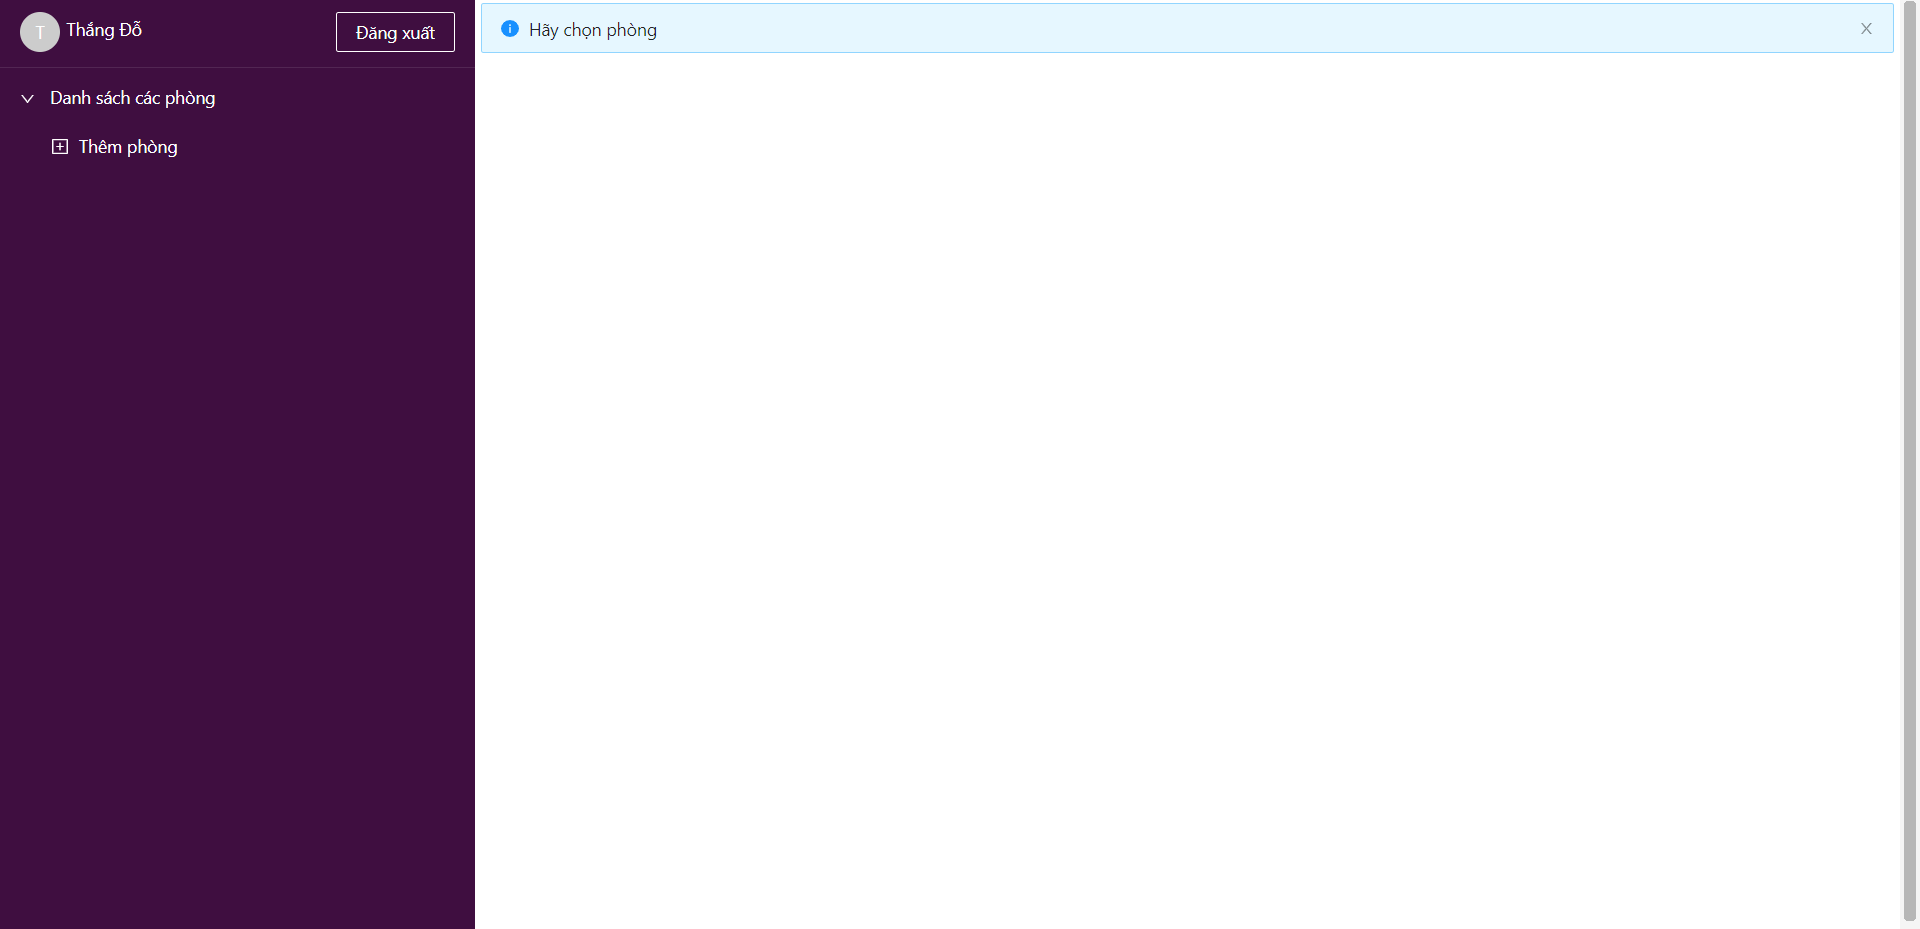 T Thắng Đỗ
Đăng xuất
Danh sách các phòng
Thêm phòng
Hãy chọn phòng